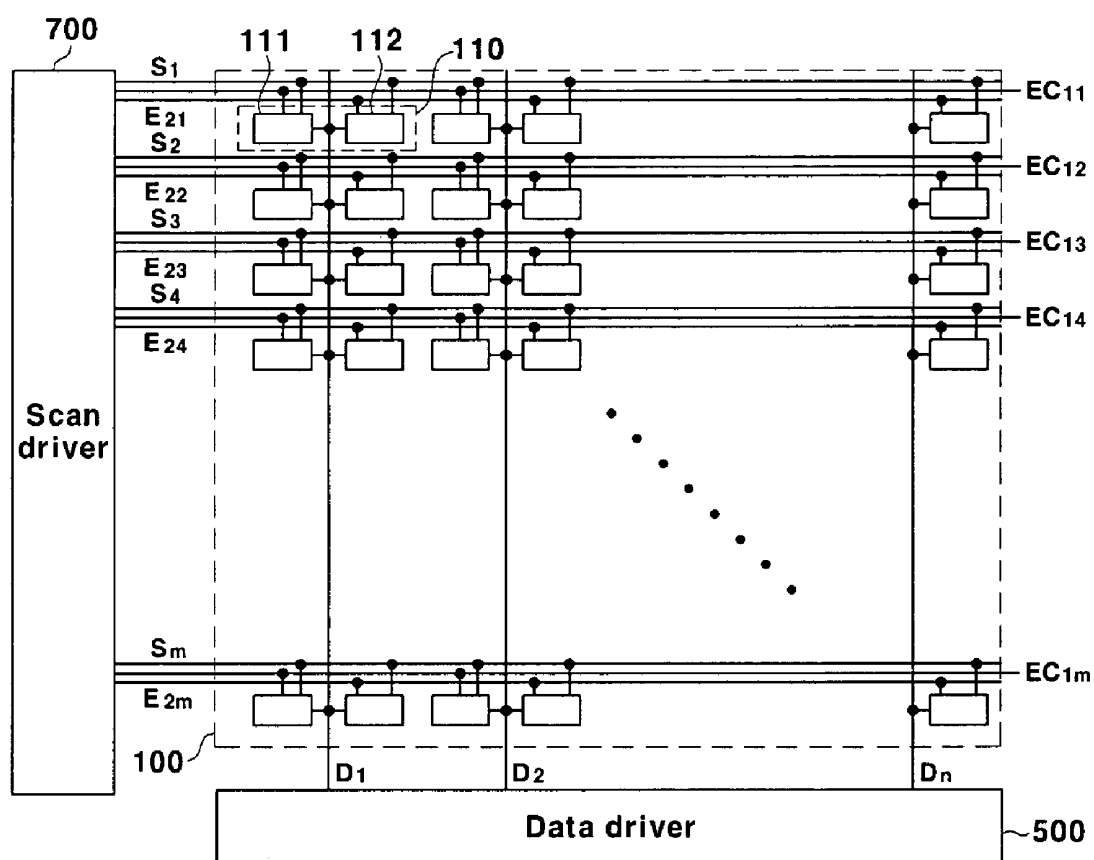 700
111
112
110
S1
EC11
E21
S2
EC12
E22
S3
EC13
E23
S4
EC14
E24
Scan
driver
Sm
EC1m
E2m
100
D1
D2
Dn
Data driver
500